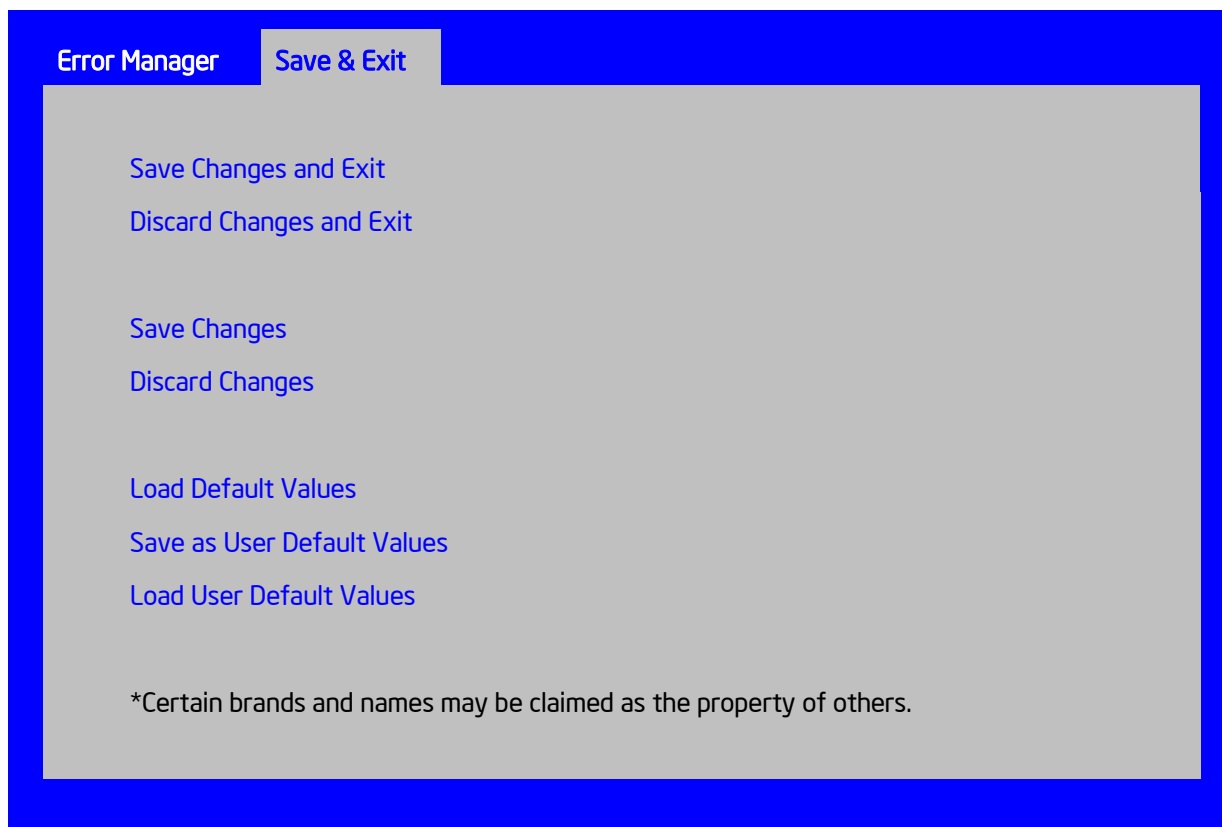 Error Manager Save & Exit
Save Changes and Exit
Discard Changes and Exit
Save Changes
Discard Changes
Load Default Values
Save as User Default Values
Load User Default Values
*Certain brands and names may be claimed as the property of others.